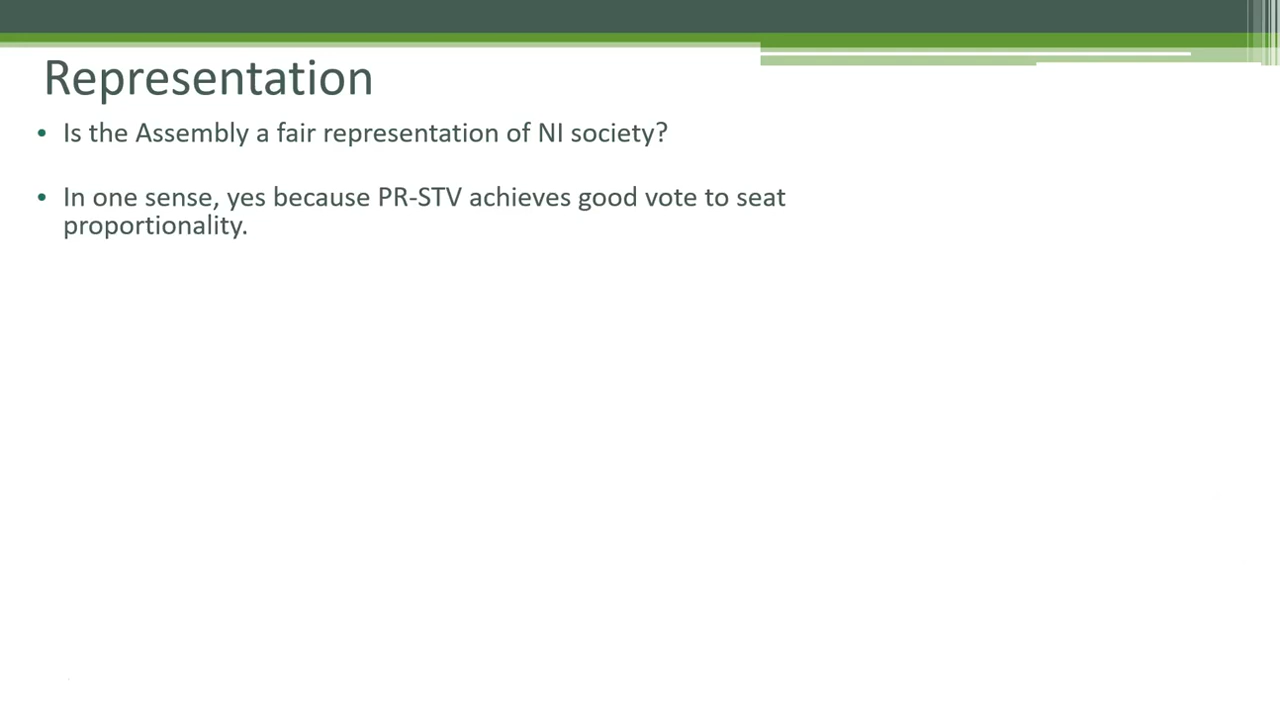 Representation
• Is the Assembly a fair representation of NI society?
• In one sense, yes because PR-STV achieves good vote to seat
proportionality.